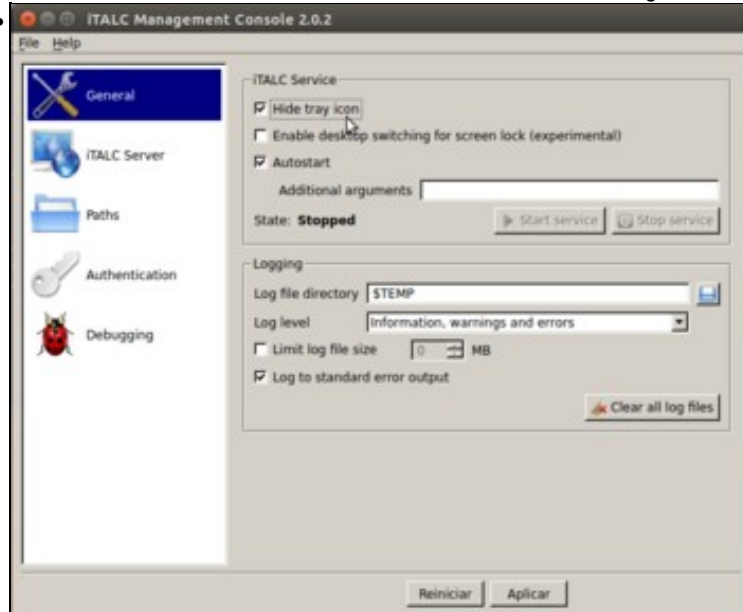 iTALC Management Console 2.0.2
File Help
General
iTALC Server
Paths
Authentication
Debugging
iTALC Service
Hide tray icon
Enable desktop switching for screen lock (experimental)
Autostart
Additional arguments
State: Stopped
Start service
Stop service
Logging
Log file directory $TEMP
Log level Information, warnings and errors
Limit log file size 0 MB
Log to standard error output
Clear all log files
Reiniciar
Aplicar